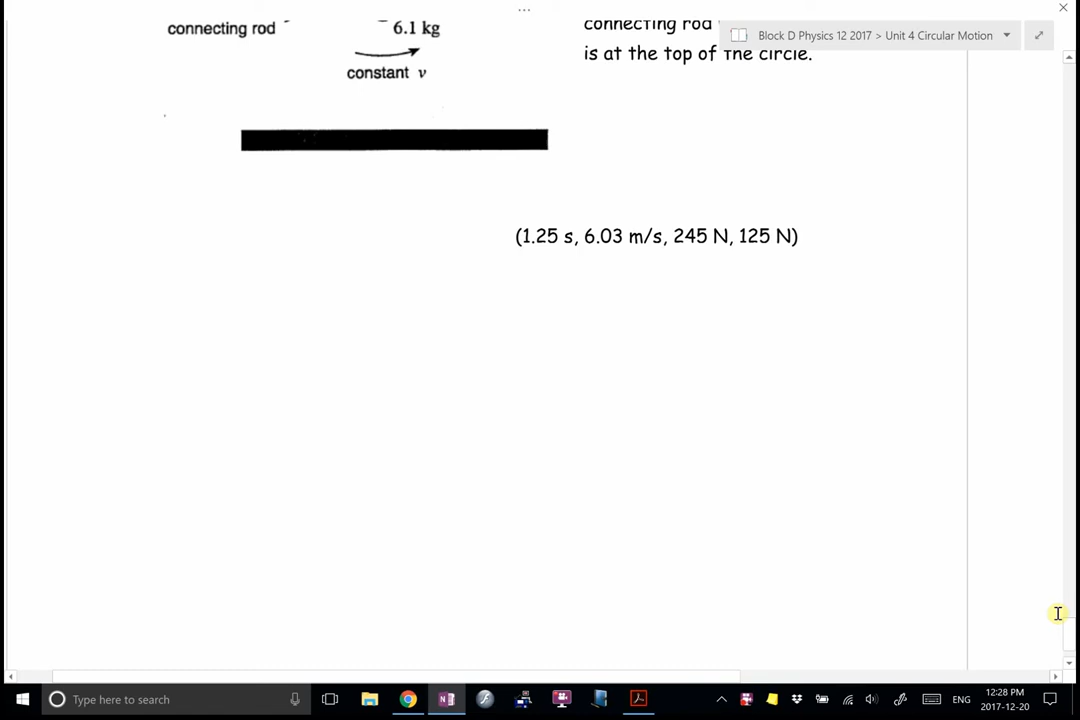 connecting rod
6.1 kg
constant v
connecting rod
is at the top of the circle.
Block D Physics 12 2017 > Unit 4 Circular Motion
(1.25 s, 6.03 m/s, 245 N, 125 N)
Type here to search
ENG
12:28 PM
2017-12-20